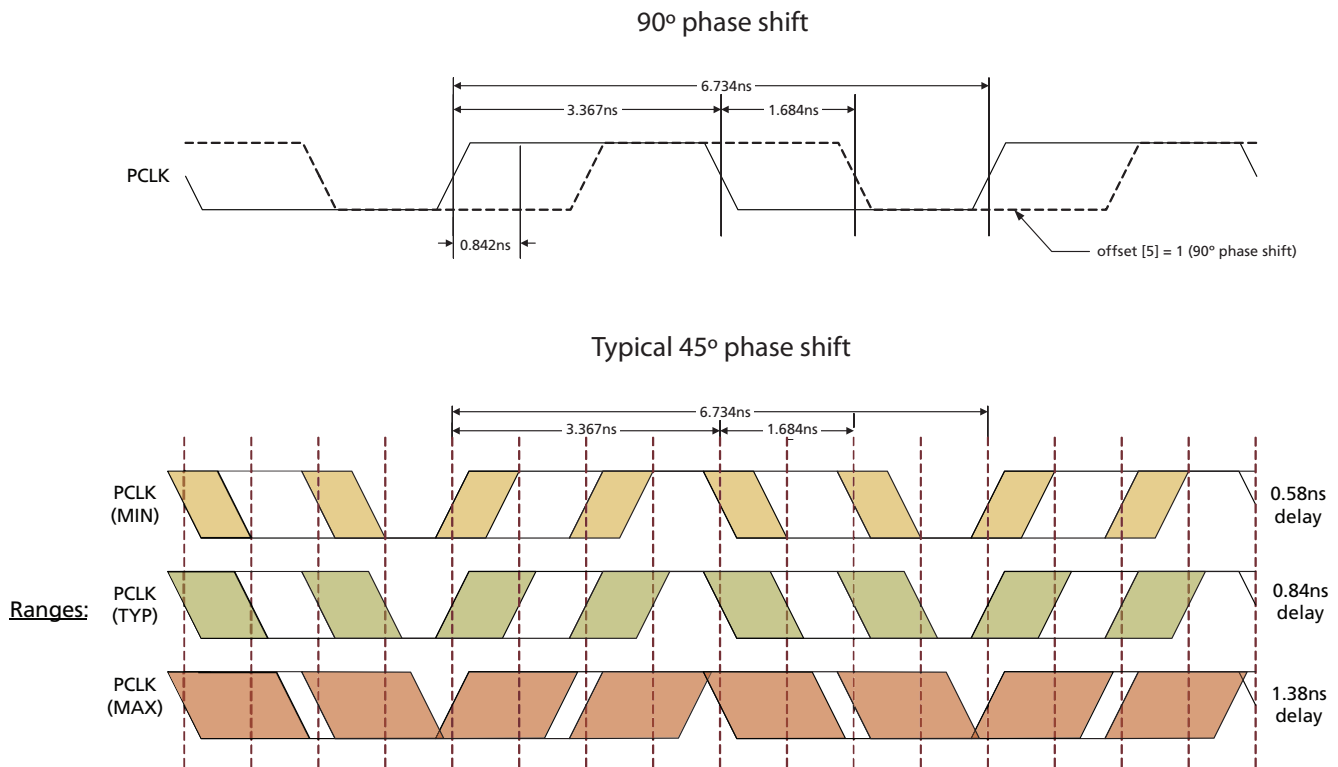 90º phase shift
6.734ns
3.367ns
1.684ns
PCLK
0.842ns
offset [5] = 1 (90º phase shift)
Typical 45º phase shift
6.734ns
3.367ns
1.684ns
PCLK
(MIN)
0.58ns
delay
Ranges:
PCLK
(TYP)
0.84ns
delay
PCLK
(MAX)
1.38ns
delay